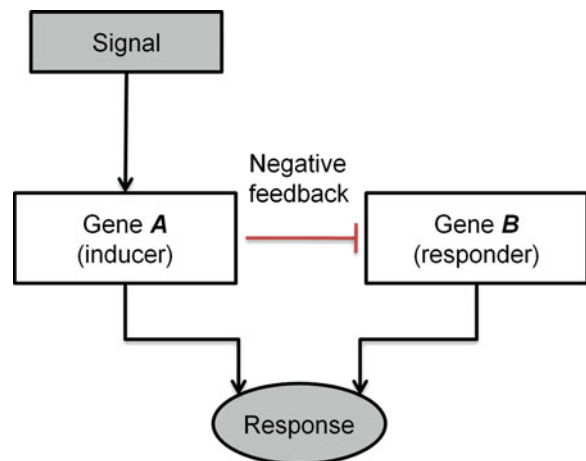 Signal
Negative
feedback
Gene A
(inducer)
Gene B
(responder)
Response